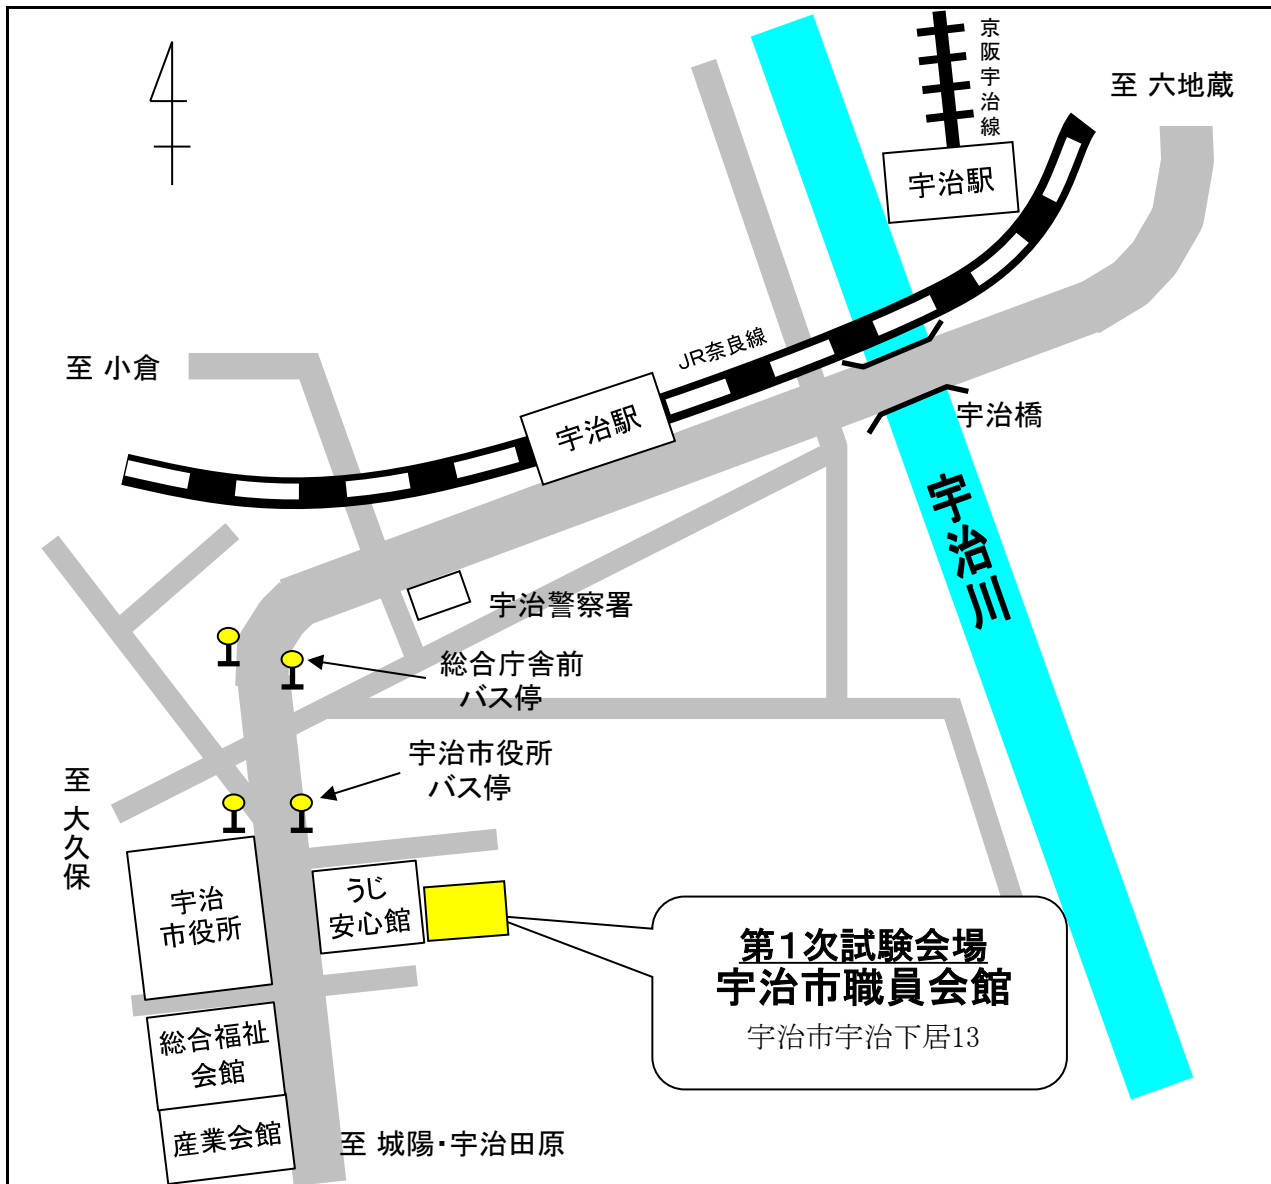 京阪宇治線
至 六地蔵
宇治駅
JR奈良線
至 小倉
宇治駅
宇治橋
宇治川
宇治警察署
総合庁舎前
バス停
宇治市役所
バス停
至 大久保
宇治
市役所
うじ
安心館
第1次試験会場
宇治市職員会館
宇治市宇治下居13
総合福祉
会館
産業会館
至 城陽・宇治田原